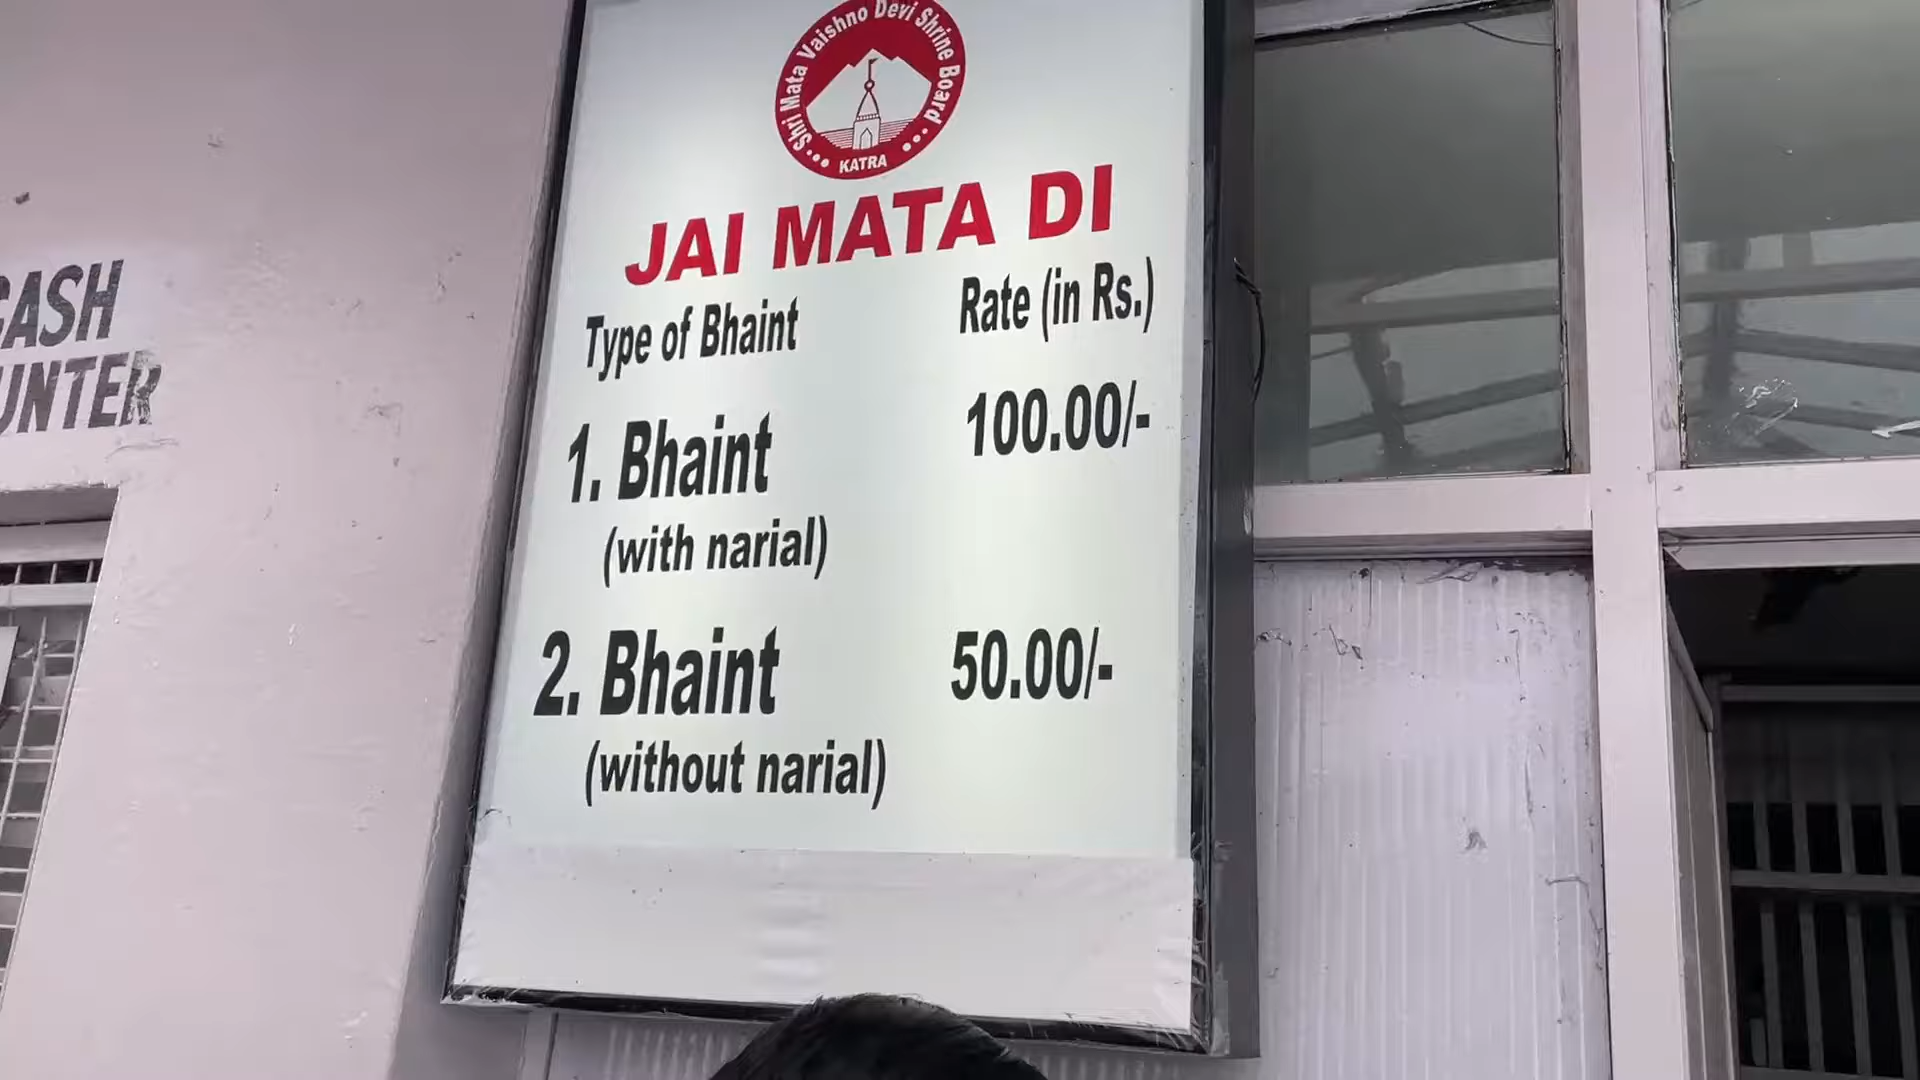 Shri Mata Vaishno Devi Shrine Board
KATRA
JAI MATA DI
Type of Bhaint Rate (in Rs.)
1. Bhaint 100.00/-
(with narial)
2. Bhaint 50.00/-
(without narial)
CASH
UNTER